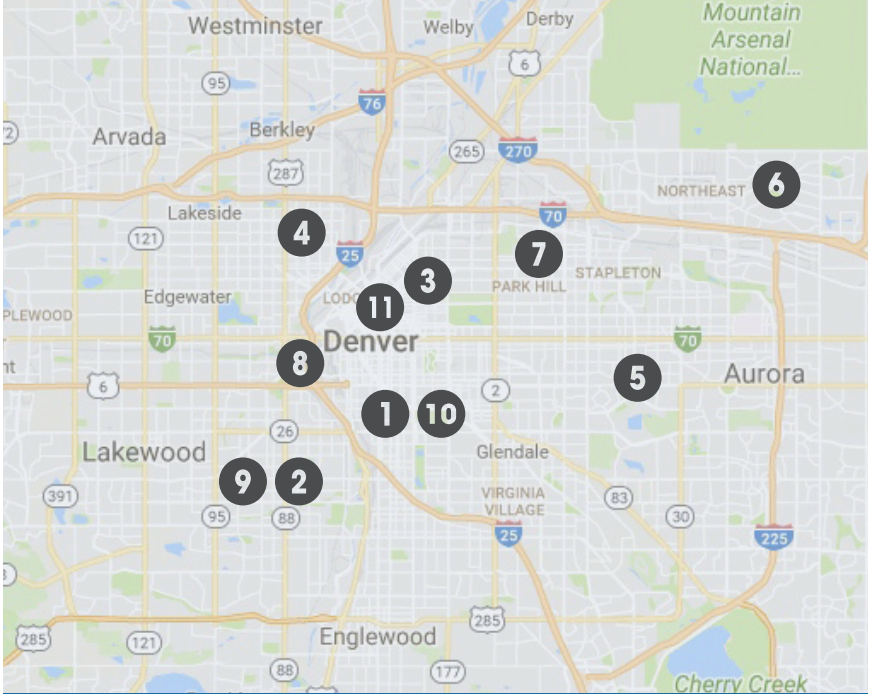 Westminster
Welby
Derby
Mountain
Arsenal
National...
6
95
76
Arvada
Berkley
265
270
287
6
NORTHEAST
Lakeside
70
4
121
25
7
STAPLETON
PARK HILL
3
Edgewater
LODO
11
PLEWOOD
70
Denver
70
nt
8
5
Aurora
6
2
1
10
26
Lakewood
Glendale
9
2
391
VIRGINIA
VILLAGE
83
95
88
30
25
225
285
285
121
Englewood
88
177
Cherry Creek